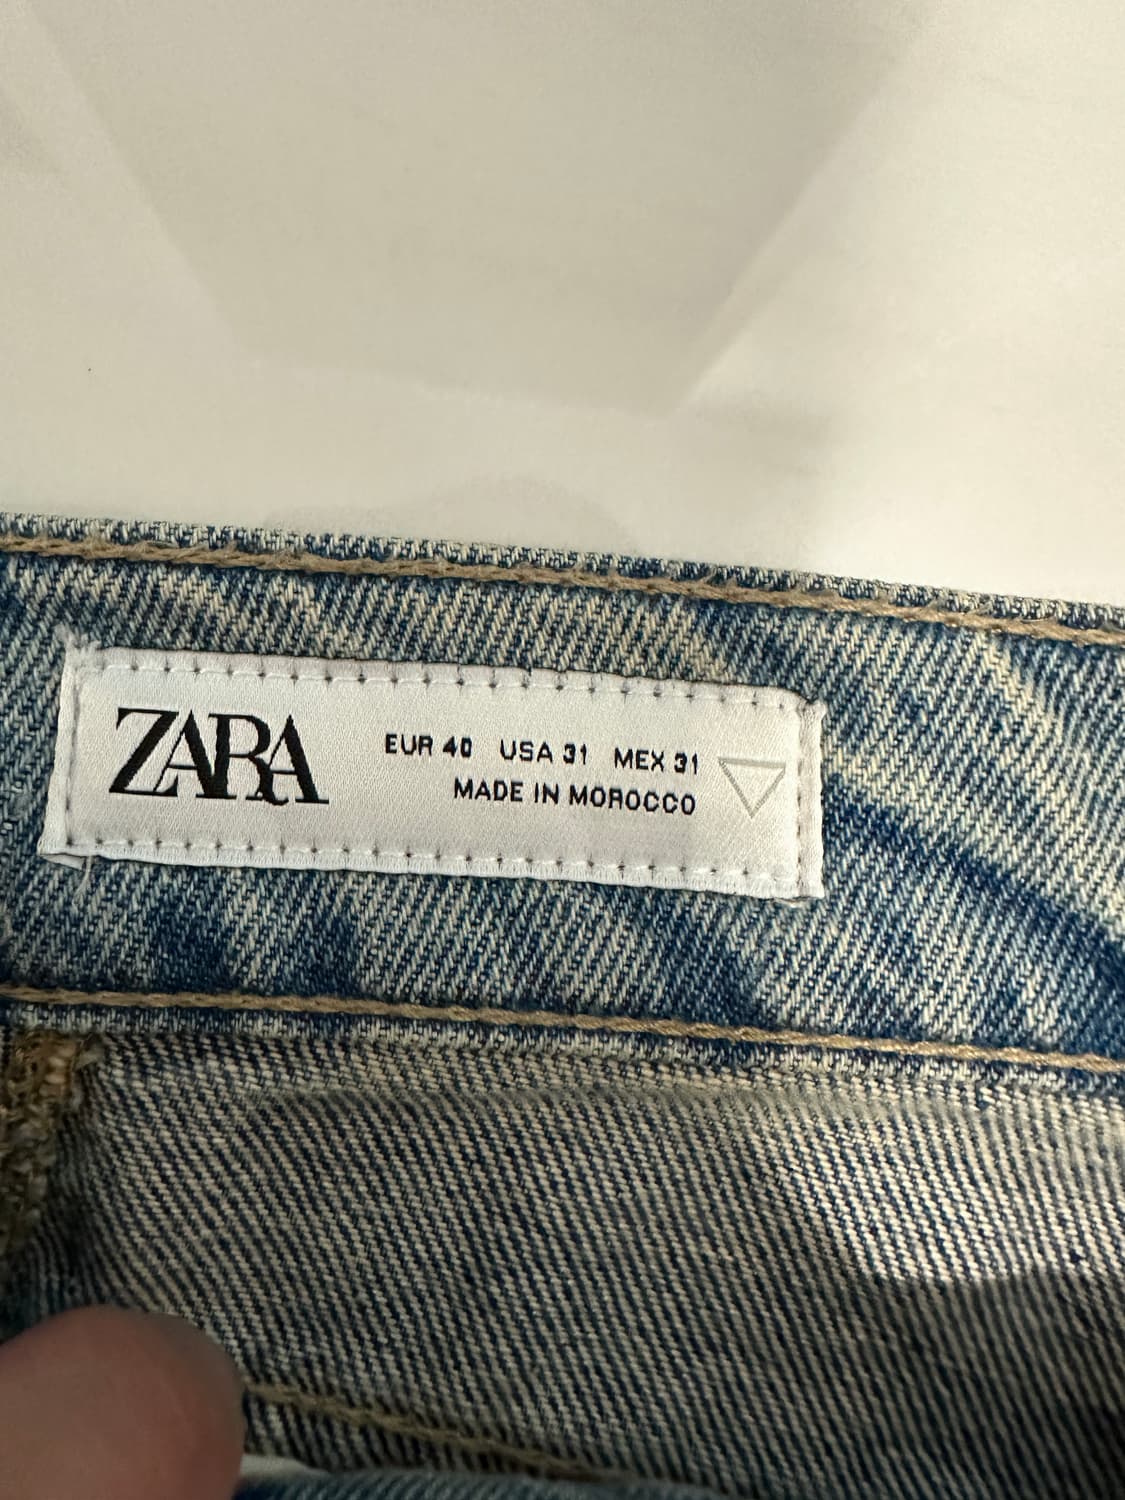 ZARA
EUR 40 USA 31 MEX 31
MADE IN MOROCCO